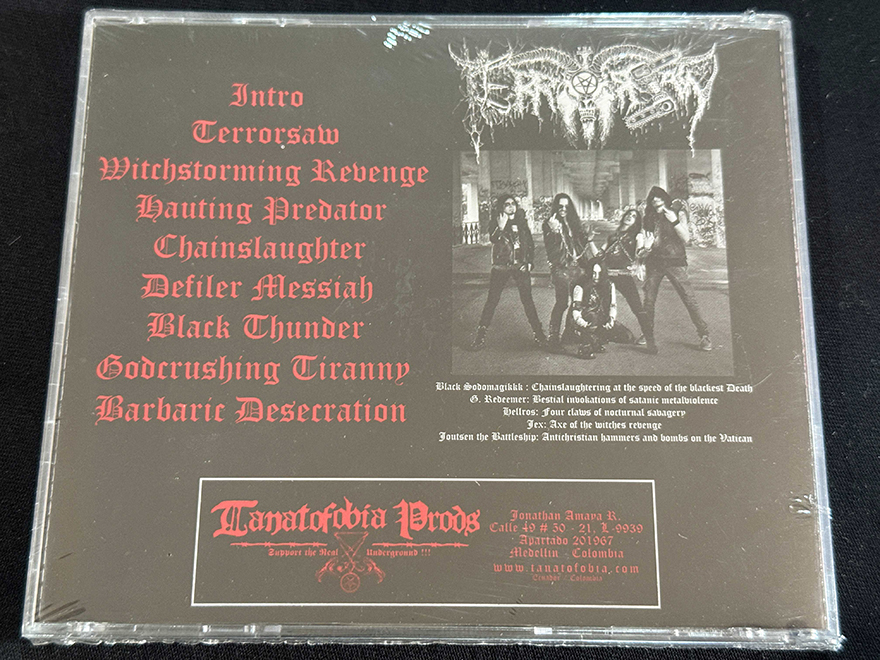 Intro
Terrorsaw
Witchstorming Revenge
Hauting Predator
Chainslaughter
Defiler Messiah
Black Thunder
Godcrushing Tiranny
Barbaric Desecration
Black Sodomagikkk : Chainslaughtering at the speed of the blackest Death
G. Redeemer: Bestial invokations of satanic metalviolence
Hellros: Four claws of nocturnal savagery
Jex: Axe of the witches revenge
Joutsen the Battleship: Antichristian hammers and bombs on the Vatican
Tanatofobia Prods
Support the Real Underground !!!
Jonathan Amaya R.
Calle 49 # 50 - 21, L-9939
Apartado 201967
Medellin - Colombia
www.tanatofobia.com
Ecuador - Colombia